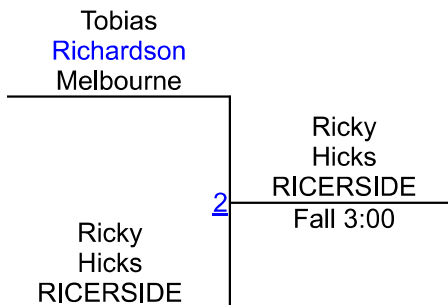 Tobias
Richardson
Melbourne
Ricky
Hicks
RICERSIDE
2
Fall 3:00
Ricky
Hicks
RICERSIDE